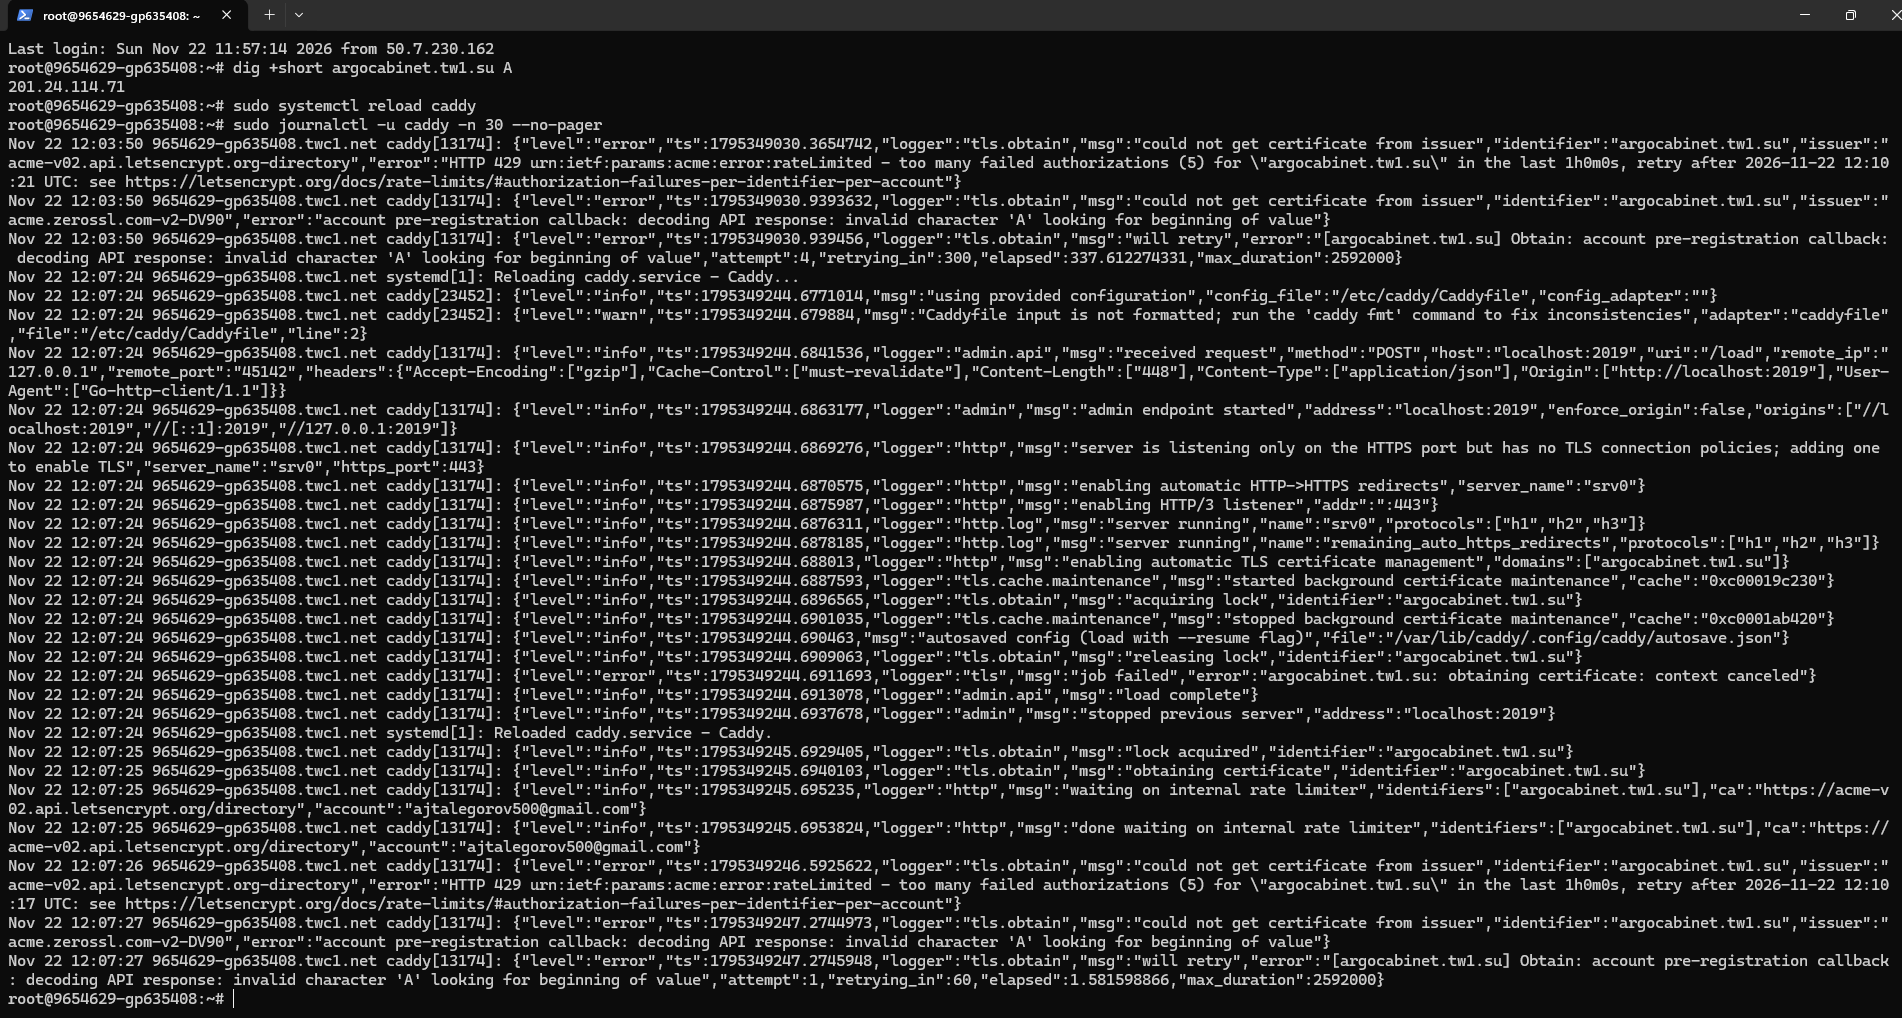 root@9654629-gp635408: ~
Last login: Sun Nov 22 11:57:14 2026 from 50.7.230.162
root@9654629-gp635408:~# dig +short argocabinet.tw1.su A
201.24.114.71
root@9654629-gp635408:~# sudo systemctl reload caddy
root@9654629-gp635408:~# sudo journalctl -u caddy -n 30 --no-pager
Nov 22 12:03:50 9654629-gp635408.twc1.net caddy[13174]: {"level":"error","ts":1795349030.3654742,"logger":"tls.obtain","msg":"could not get certificate from issuer","identifier":"argocabinet.tw1.su","issuer":"
acme-v02.api.letsencrypt.org-directory","error":"HTTP 429 urn:ietf:params:acme:error:rateLimited - too many failed authorizations (5) for \"argocabinet.tw1.su\" in the last 1h0m0s, retry after 2026-11-22 12:10
:21 UTC: see https://letsencrypt.org/docs/rate-limits/#authorization-failures-per-identifier-per-account"}
Nov 22 12:03:50 9654629-gp635408.twc1.net caddy[13174]: {"level":"error","ts":1795349030.9393632,"logger":"tls.obtain","msg":"could not get certificate from issuer","identifier":"argocabinet.tw1.su","issuer":"
acme.zerossl.com-v2-DV90","error":"account pre-registration callback: decoding API response: invalid character 'A' looking for beginning of value"}
Nov 22 12:03:50 9654629-gp635408.twc1.net caddy[13174]: {"level":"error","ts":1795349030.939456,"logger":"tls.obtain","msg":"will retry","error":"[argocabinet.tw1.su] Obtain: account pre-registration callback:
 decoding API response: invalid character 'A' looking for beginning of value","attempt":4,"retrying_in":300,"elapsed":337.612274331,"max_duration":2592000}
Nov 22 12:07:24 9654629-gp635408.twc1.net systemd[1]: Reloading caddy.service - Caddy...
Nov 22 12:07:24 9654629-gp635408.twc1.net caddy[23452]: {"level":"info","ts":1795349244.6771014,"msg":"using provided configuration","config_file":"/etc/caddy/Caddyfile","config_adapter":""}
Nov 22 12:07:24 9654629-gp635408.twc1.net caddy[23452]: {"level":"warn","ts":1795349244.679884,"msg":"Caddyfile input is not formatted; run the 'caddy fmt' command to fix inconsistencies","adapter":"caddyfile"
,"file":"/etc/caddy/Caddyfile","line":2}
Nov 22 12:07:24 9654629-gp635408.twc1.net caddy[13174]: {"level":"info","ts":1795349244.6841536,"logger":"admin.api","msg":"received request","method":"POST","host":"localhost:2019","uri":"/load","remote_ip":"
127.0.0.1","remote_port":"45142","headers":{"Accept-Encoding":["gzip"],"Cache-Control":["must-revalidate"],"Content-Length":["448"],"Content-Type":["application/json"],"Origin":["http://localhost:2019"],"User-
Agent":["Go-http-client/1.1"]}}
Nov 22 12:07:24 9654629-gp635408.twc1.net caddy[13174]: {"level":"info","ts":1795349244.6863177,"logger":"admin","msg":"admin endpoint started","address":"localhost:2019","enforce_origin":false,"origins":["//l
ocalhost:2019","//[::1]:2019","//127.0.0.1:2019"]}
Nov 22 12:07:24 9654629-gp635408.twc1.net caddy[13174]: {"level":"info","ts":1795349244.6869276,"logger":"http","msg":"server is listening only on the HTTPS port but has no TLS connection policies; adding one
to enable TLS","server_name":"srv0","https_port":443}
Nov 22 12:07:24 9654629-gp635408.twc1.net caddy[13174]: {"level":"info","ts":1795349244.6870575,"logger":"http","msg":"enabling automatic HTTP->HTTPS redirects","server_name":"srv0"}
Nov 22 12:07:24 9654629-gp635408.twc1.net caddy[13174]: {"level":"info","ts":1795349244.6875987,"logger":"http","msg":"enabling HTTP/3 listener","addr":":443"}
Nov 22 12:07:24 9654629-gp635408.twc1.net caddy[13174]: {"level":"info","ts":1795349244.6876311,"logger":"http.log","msg":"server running","name":"srv0","protocols":["h1","h2","h3"]}
Nov 22 12:07:24 9654629-gp635408.twc1.net caddy[13174]: {"level":"info","ts":1795349244.6878185,"logger":"http.log","msg":"server running","name":"remaining_auto_https_redirects","protocols":["h1","h2","h3"]}
Nov 22 12:07:24 9654629-gp635408.twc1.net caddy[13174]: {"level":"info","ts":1795349244.688013,"logger":"http","msg":"enabling automatic TLS certificate management","domains":["argocabinet.tw1.su"]}
Nov 22 12:07:24 9654629-gp635408.twc1.net caddy[13174]: {"level":"info","ts":1795349244.6887593,"logger":"tls.cache.maintenance","msg":"started background certificate maintenance","cache":"0xc00019c230"}
Nov 22 12:07:24 9654629-gp635408.twc1.net caddy[13174]: {"level":"info","ts":1795349244.6896565,"logger":"tls.obtain","msg":"acquiring lock","identifier":"argocabinet.tw1.su"}
Nov 22 12:07:24 9654629-gp635408.twc1.net caddy[13174]: {"level":"info","ts":1795349244.6901035,"logger":"tls.cache.maintenance","msg":"stopped background certificate maintenance","cache":"0xc0001ab420"}
Nov 22 12:07:24 9654629-gp635408.twc1.net caddy[13174]: {"level":"info","ts":1795349244.690463,"msg":"autosaved config (load with --resume flag)","file":"/var/lib/caddy/.config/caddy/autosave.json"}
Nov 22 12:07:24 9654629-gp635408.twc1.net caddy[13174]: {"level":"info","ts":1795349244.6909063,"logger":"tls.obtain","msg":"releasing lock","identifier":"argocabinet.tw1.su"}
Nov 22 12:07:24 9654629-gp635408.twc1.net caddy[13174]: {"level":"error","ts":1795349244.6911693,"logger":"tls","msg":"job failed","error":"argocabinet.tw1.su: obtaining certificate: context canceled"}
Nov 22 12:07:24 9654629-gp635408.twc1.net caddy[13174]: {"level":"info","ts":1795349244.6913078,"logger":"admin.api","msg":"load complete"}
Nov 22 12:07:24 9654629-gp635408.twc1.net caddy[13174]: {"level":"info","ts":1795349244.6937678,"logger":"admin","msg":"stopped previous server","address":"localhost:2019"}
Nov 22 12:07:24 9654629-gp635408.twc1.net systemd[1]: Reloaded caddy.service - Caddy.
Nov 22 12:07:25 9654629-gp635408.twc1.net caddy[13174]: {"level":"info","ts":1795349245.6929405,"logger":"tls.obtain","msg":"lock acquired","identifier":"argocabinet.tw1.su"}
Nov 22 12:07:25 9654629-gp635408.twc1.net caddy[13174]: {"level":"info","ts":1795349245.6940103,"logger":"tls.obtain","msg":"obtaining certificate","identifier":"argocabinet.tw1.su"}
Nov 22 12:07:25 9654629-gp635408.twc1.net caddy[13174]: {"level":"info","ts":1795349245.695235,"logger":"http","msg":"waiting on internal rate limiter","identifiers":["argocabinet.tw1.su"],"ca":"https://acme-v
02.api.letsencrypt.org/directory","account":"ajtalegorov500@gmail.com"}
Nov 22 12:07:25 9654629-gp635408.twc1.net caddy[13174]: {"level":"info","ts":1795349245.6953824,"logger":"http","msg":"done waiting on internal rate limiter","identifiers":["argocabinet.tw1.su"],"ca":"https://
acme-v02.api.letsencrypt.org/directory","account":"ajtalegorov500@gmail.com"}
Nov 22 12:07:26 9654629-gp635408.twc1.net caddy[13174]: {"level":"error","ts":1795349246.5925622,"logger":"tls.obtain","msg":"could not get certificate from issuer","identifier":"argocabinet.tw1.su","issuer":"
acme-v02.api.letsencrypt.org-directory","error":"HTTP 429 urn:ietf:params:acme:error:rateLimited - too many failed authorizations (5) for \"argocabinet.tw1.su\" in the last 1h0m0s, retry after 2026-11-22 12:10
:17 UTC: see https://letsencrypt.org/docs/rate-limits/#authorization-failures-per-identifier-per-account"}
Nov 22 12:07:27 9654629-gp635408.twc1.net caddy[13174]: {"level":"error","ts":1795349247.2744973,"logger":"tls.obtain","msg":"could not get certificate from issuer","identifier":"argocabinet.tw1.su","issuer":"
acme.zerossl.com-v2-DV90","error":"account pre-registration callback: decoding API response: invalid character 'A' looking for beginning of value"}
Nov 22 12:07:27 9654629-gp635408.twc1.net caddy[13174]: {"level":"error","ts":1795349247.2745948,"logger":"tls.obtain","msg":"will retry","error":"[argocabinet.tw1.su] Obtain: account pre-registration callback
: decoding API response: invalid character 'A' looking for beginning of value","attempt":1,"retrying_in":60,"elapsed":1.581598866,"max_duration":2592000}
root@9654629-gp635408:~#